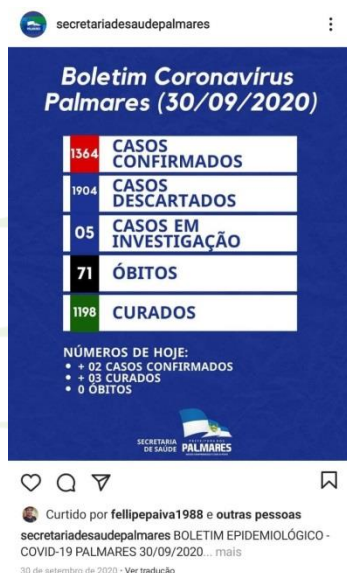 secretariadesaudepalmares
Boletim Coronavírus
Palmares (30/09/2020)
1364 CASOS
CONFIRMADOS
1904 CASOS
DESCARTADOS
05 CASOS EM
INVESTIGAÇÃO
71 ÓBITOS
1198 CURADOS
NÚMEROS DE HOJE:
• + 02 CASOS CONFIRMADOS
• + 03 CURADOS
• 0 ÓBITOS
SECRETARIA
DE SAÚDE
PALMARES
Curtido por fellipepaiva1988 e outras pessoas
secretariadesaudepalmares BOLETIM EPIDEMIOLÓGICO -
COVID-19 PALMARES 30/09/2020... mais
30 de setembro de 2020 • Ver tradução